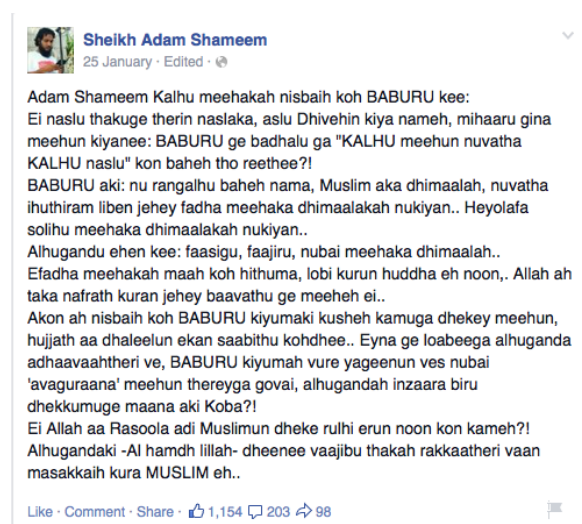 Sheikh Adam Shameem
25 January · Edited ·
Adam Shameem Kalhu meehakah nisbaih koh BABURU kee:
Ei naslu thakuge therin naslaka, aslu Dhivehin kiya nameh, mihaaru gina
meehun kiyanee: BABURU ge badhalu ga "KALHU meehun nuvatha
KALHU naslu" kon baheh tho reethee?!
BABURU aki: nu rangalhu baheh nama, Muslim aka dhimaalah, nuvatha
ihuthiram liben jehey fadha meehaka dhimaalakah nukiyan.. Heyolafa
solihu meehaka dhimaalakah nukiyan..
Alhugandu ehen kee: faasigu, faajiru, nubai meehaka dhimaalah..
Efadha meehakah maah koh hithuma, lobi kurun huddha eh noon,. Allah ah
taka nafrath kuran jehey baavathu ge meeheh ei..
Akon ah nisbaih koh BABURU kiyumaki kusheh kamuga dhekey meehun,
hujjath aa dhaleelun ekan saabithu kohdhee.. Eyna ge loabeega alhuganda
adhaavaahtheri ve, BABURU kiyumah vure yageenun ves nubai
'avaguraana' meehun thereyga govai, alhugandah inzaara biru
dhekkumuge maana aki Koba?!
Ei Allah aa Rasoola adi Muslimun dheke rulhi erun noon kon kameh?!
Alhugandaki -Al hamdh lillah- dheenee vaajibu thakah rakkaatheri vaan
masakkaih kura MUSLIM eh..
Like · Comment · Share · 1,154 203 98